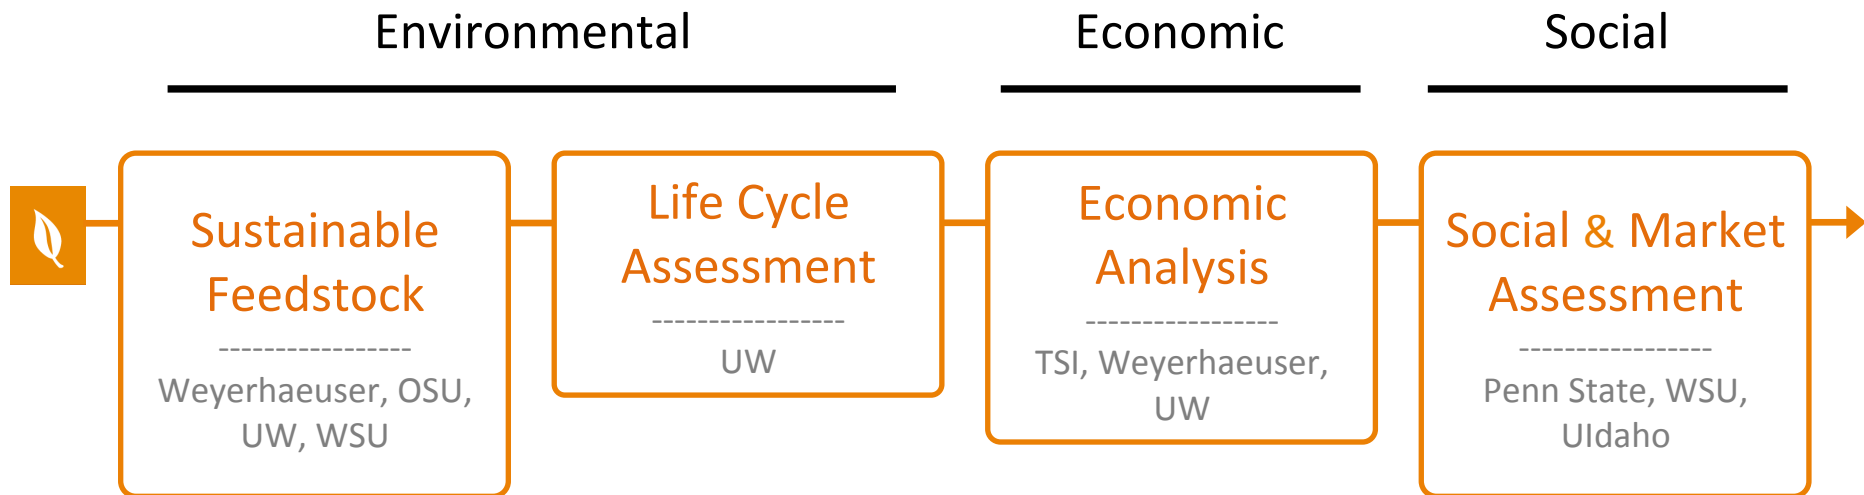 Environmental
Economic
Social
Sustainable
Feedstock
-----------------
Weyerhaeuser, OSU,
UW, WSU
Life Cycle
Assessment
-----------------
UW
Economic
Analysis
-----------------
TSI, Weyerhaeuser,
UW
Social & Market
Assessment
-----------------
Penn State, WSU,
UIdaho